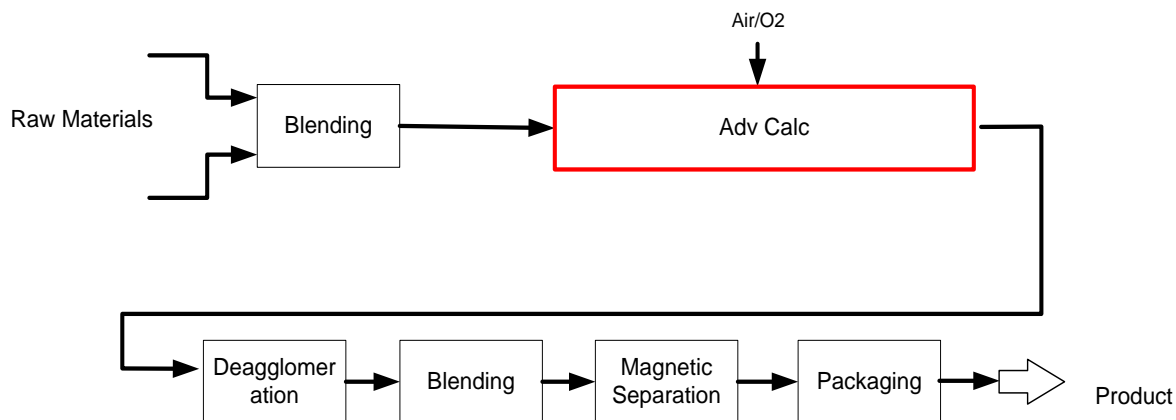 Air/O2
Raw Materials
Blending
Adv Calc
Deagglomer
ation
Blending
Magnetic
Separation
Packaging
Product